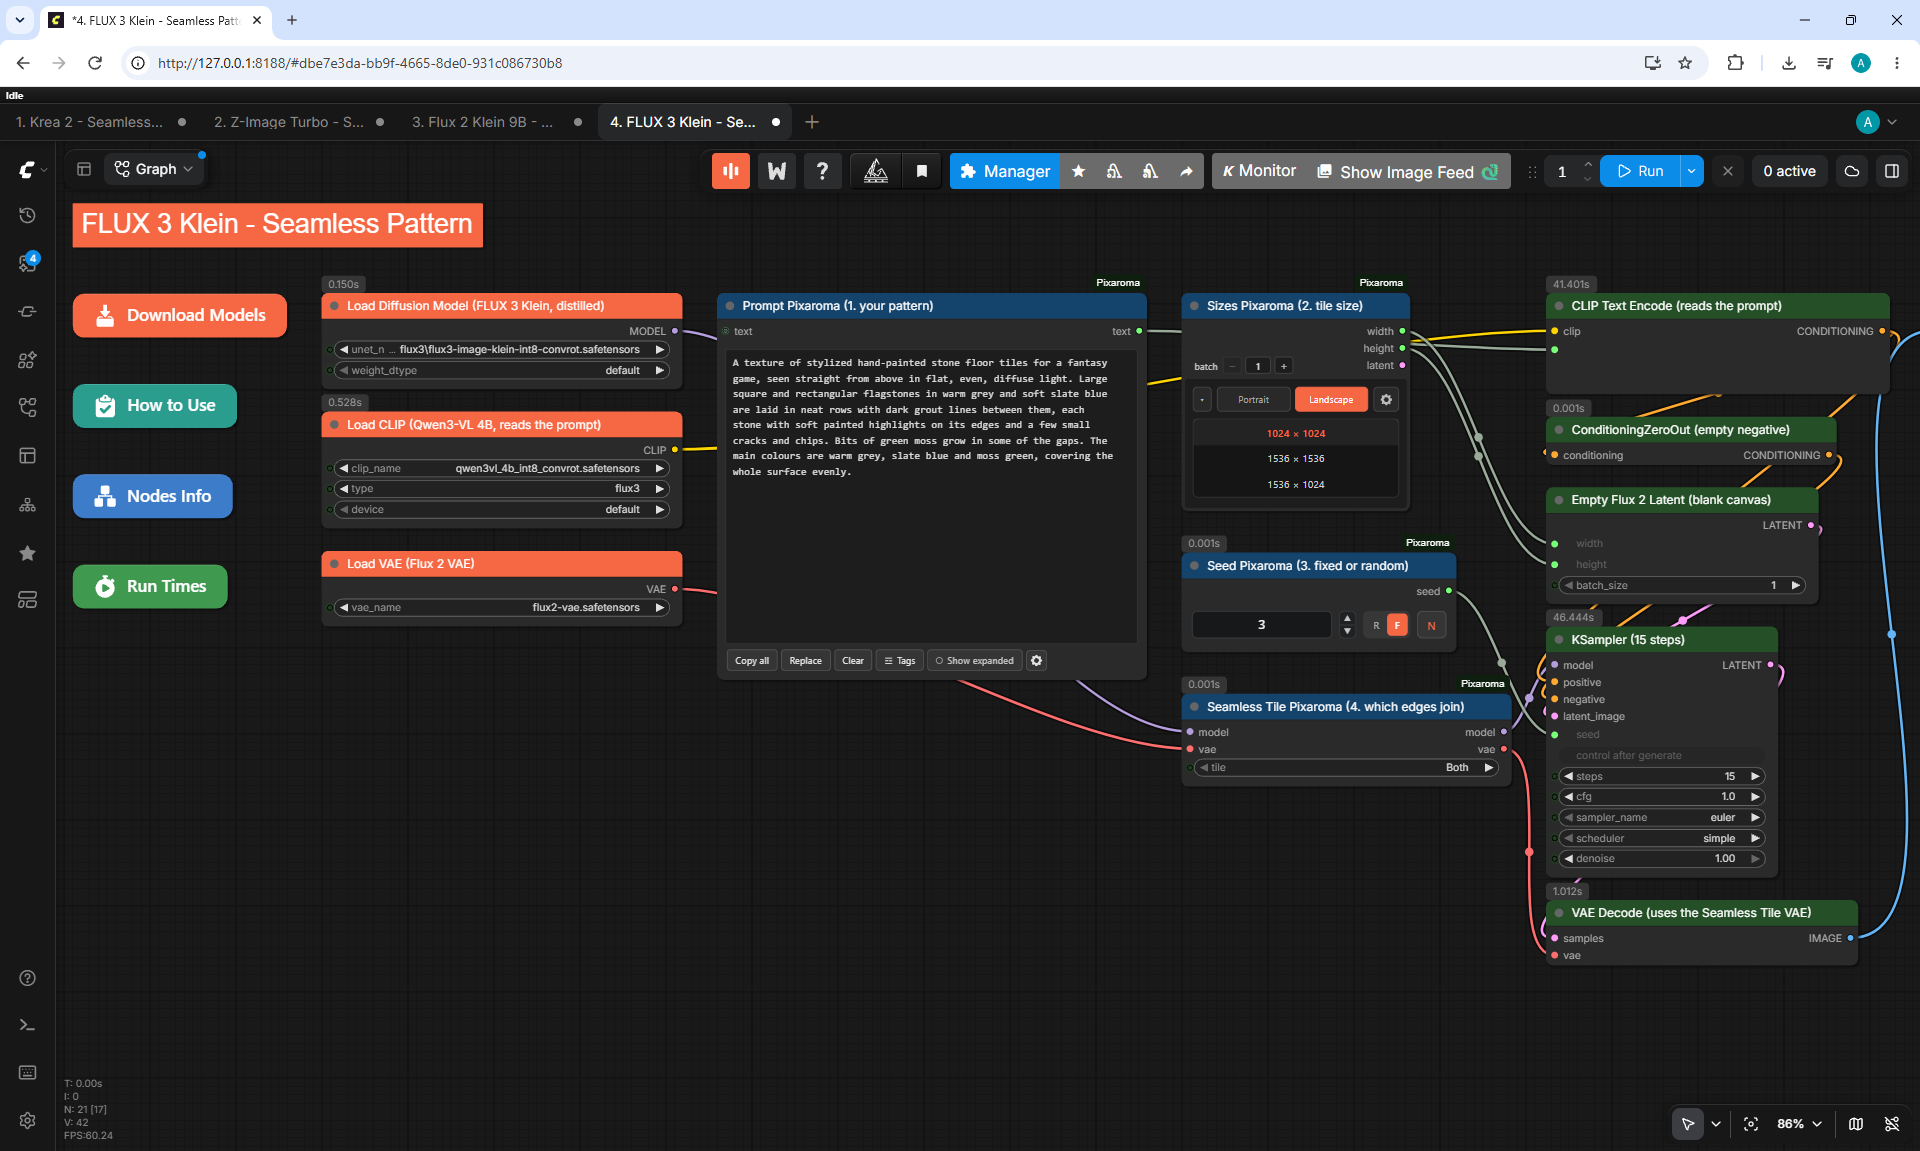 *4. FLUX 3 Klein - Seamless Patt
http://127.0.0.1:8188/#dbe7e3da-bb9f-4665-8de0-931c086730b8
A
Idle
1. Krea 2 - Seamless...
2. Z-Image Turbo - S...
3. Flux 2 Klein 9B - ...
4. FLUX 3 Klein - Se...
A
Graph
W
?
Manager
K Monitor
Show Image Feed
1
Run
0 active
FLUX 3 Klein - Seamless Pattern
4
Download Models
How to Use
Nodes Info
Run Times
0.150s
Load Diffusion Model (FLUX 3 Klein, distilled)
MODEL
unet_n ... flux3\flux3-image-klein-int8-convrot.safetensors
weight_dtype default
0.528s
Load CLIP (Qwen3-VL 4B, reads the prompt)
CLIP
clip_name qwen3vl_4b_int8_convrot.safetensors
type flux3
device default
Load VAE (Flux 2 VAE)
VAE
vae_name flux2-vae.safetensors
Pixaroma
Prompt Pixaroma (1. your pattern)
text text
A texture of stylized hand-painted stone floor tiles for a fantasy
game, seen straight from above in flat, even, diffuse light. Large
square and rectangular flagstones in warm grey and soft slate blue
are laid in neat rows with dark grout lines between them, each
stone with soft painted highlights on its edges and a few small
cracks and chips. Bits of green moss grow in some of the gaps. The
main colours are warm grey, slate blue and moss green, covering the
whole surface evenly.
Copy all Replace Clear Tags Show expanded
Pixaroma
Sizes Pixaroma (2. tile size)
width
height
latent
batch 1 +
Portrait Landscape
1024 × 1024
1536 × 1536
1536 × 1024
0.001s
Pixaroma
Seed Pixaroma (3. fixed or random)
seed
3 R F N
0.001s
Pixaroma
Seamless Tile Pixaroma (4. which edges join)
model model
vae vae
tile Both
41.401s
CLIP Text Encode (reads the prompt)
clip CONDITIONING
0.001s
ConditioningZeroOut (empty negative)
conditioning CONDITIONING
Empty Flux 2 Latent (blank canvas)
LATENT
width
height
batch_size 1
46.444s
KSampler (15 steps)
model LATENT
positive
negative
latent_image
seed
control after generate
steps 15
cfg 1.0
sampler_name euler
scheduler simple
denoise 1.00
1.012s
VAE Decode (uses the Seamless Tile VAE)
samples IMAGE
vae
T: 0.00s
I: 0
N: 21 [17]
V: 42
FPS:60.24
86%